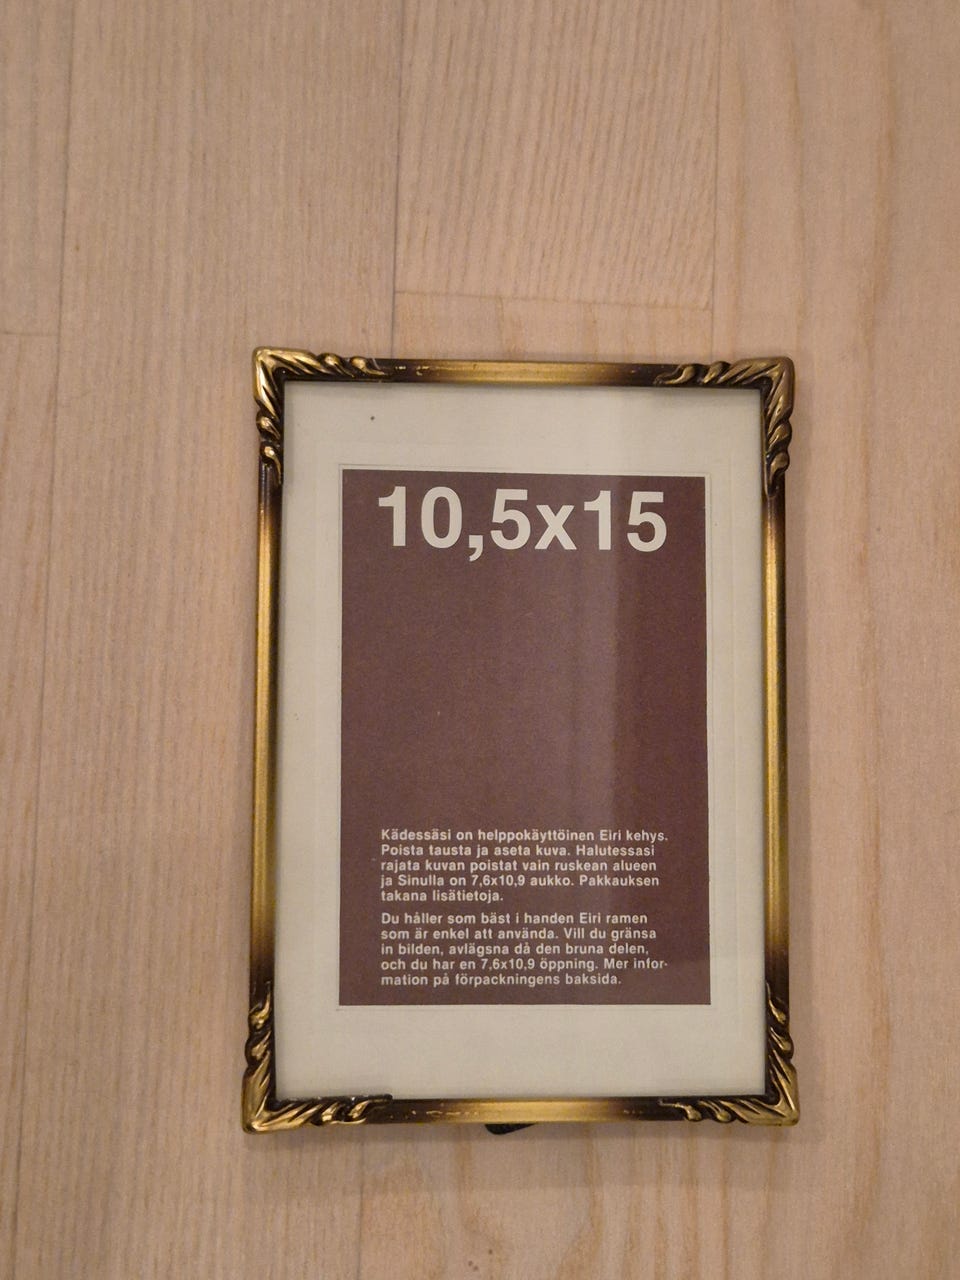 10,5x15
Kädessäsi on helppokäyttöinen Eiri kehys.
Poista tausta ja aseta kuva. Halutessasi
rajata kuvan poistat vain ruskean alueen
ja Sinulla on 7,6x10,9 aukko. Pakkauksen
takana lisätietoja.
Du håller som bäst i handen Eiri ramen
som är enkel att använda. Vill du gränsa
in bilden, avlägsna då den bruna delen,
och du har en 7,6x10,9 öppning. Mer infor-
mation på förpackningens baksida.